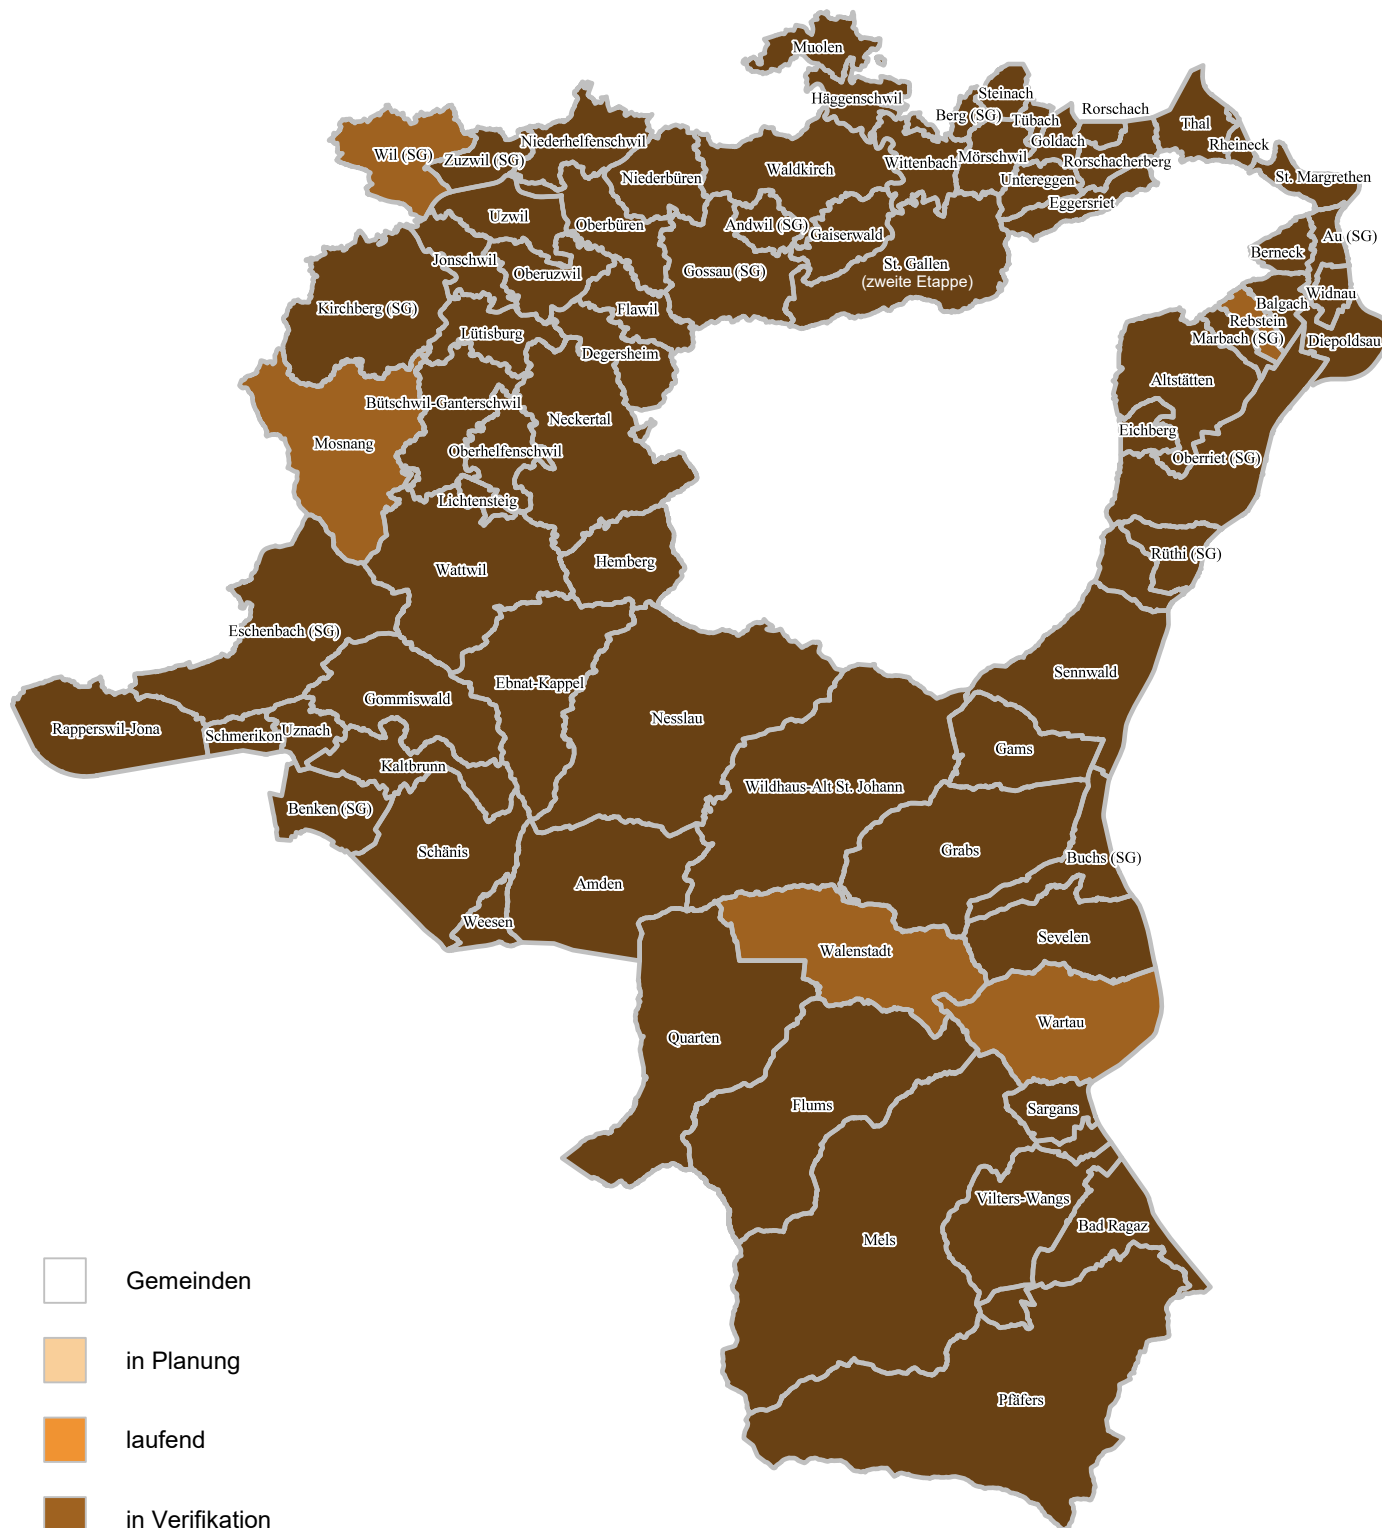 Muolen
Häggenschwil
Steinach
Berg (SG)
Tübach
Rorschach
Goldach
Thal
Rheineck
Wil (SG)
Zuzwil (SG)
Niederhelfenschwil
Niederbüren
Waldkirch
Wittenbach
Mörschwil
Rorschacherberg
Untereggen
Eggersriet
St. Margrethen
Uzwil
Oberbüren
Andwil (SG)
Gaiserwald
Au (SG)
Berneck
Jonschwil
Oberuzwil
Gossau (SG)
St. Gallen
(zweite Etappe)
Kirchberg (SG)
Flawil
Widnau
Balgach
Rebstein
Marbach (SG)
Diepoldsau
Lütisburg
Degersheim
Altstätten
Bütschwil-Ganterschwil
Neckertal
Mosnang
Oberhelfenschwil
Eichberg
Oberriet (SG)
Lichtensteig
Wattwil
Hemberg
Rüthi (SG)
Eschenbach (SG)
Sennwald
Ebnat-Kappel
Gommiswald
Nesslau
Rapperswil-Jona
Schmerikon
Uznach
Gams
Kaltbrunn
Wildhaus-Alt St. Johann
Benken (SG)
Schänis
Grabs
Buchs (SG)
Amden
Weesen
Sevelen
Walenstadt
Wartau
Quarten
Flums
Sargans
Vilters-Wangs
Bad Ragaz
Mels
Pfäfers
Gemeinden
in Planung
laufend
in Verifikation